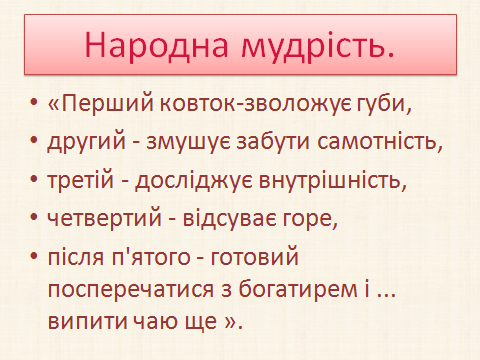 Народна мудрість.
• «Перший ковток-зволожує губи,
• другий - змушує забути самотність,
• третій - досліджує внутрішність,
• четвертий - відсуває горе,
• після п'ятого - готовий
посперечатися з богатирем і ...
випити чаю ще ».